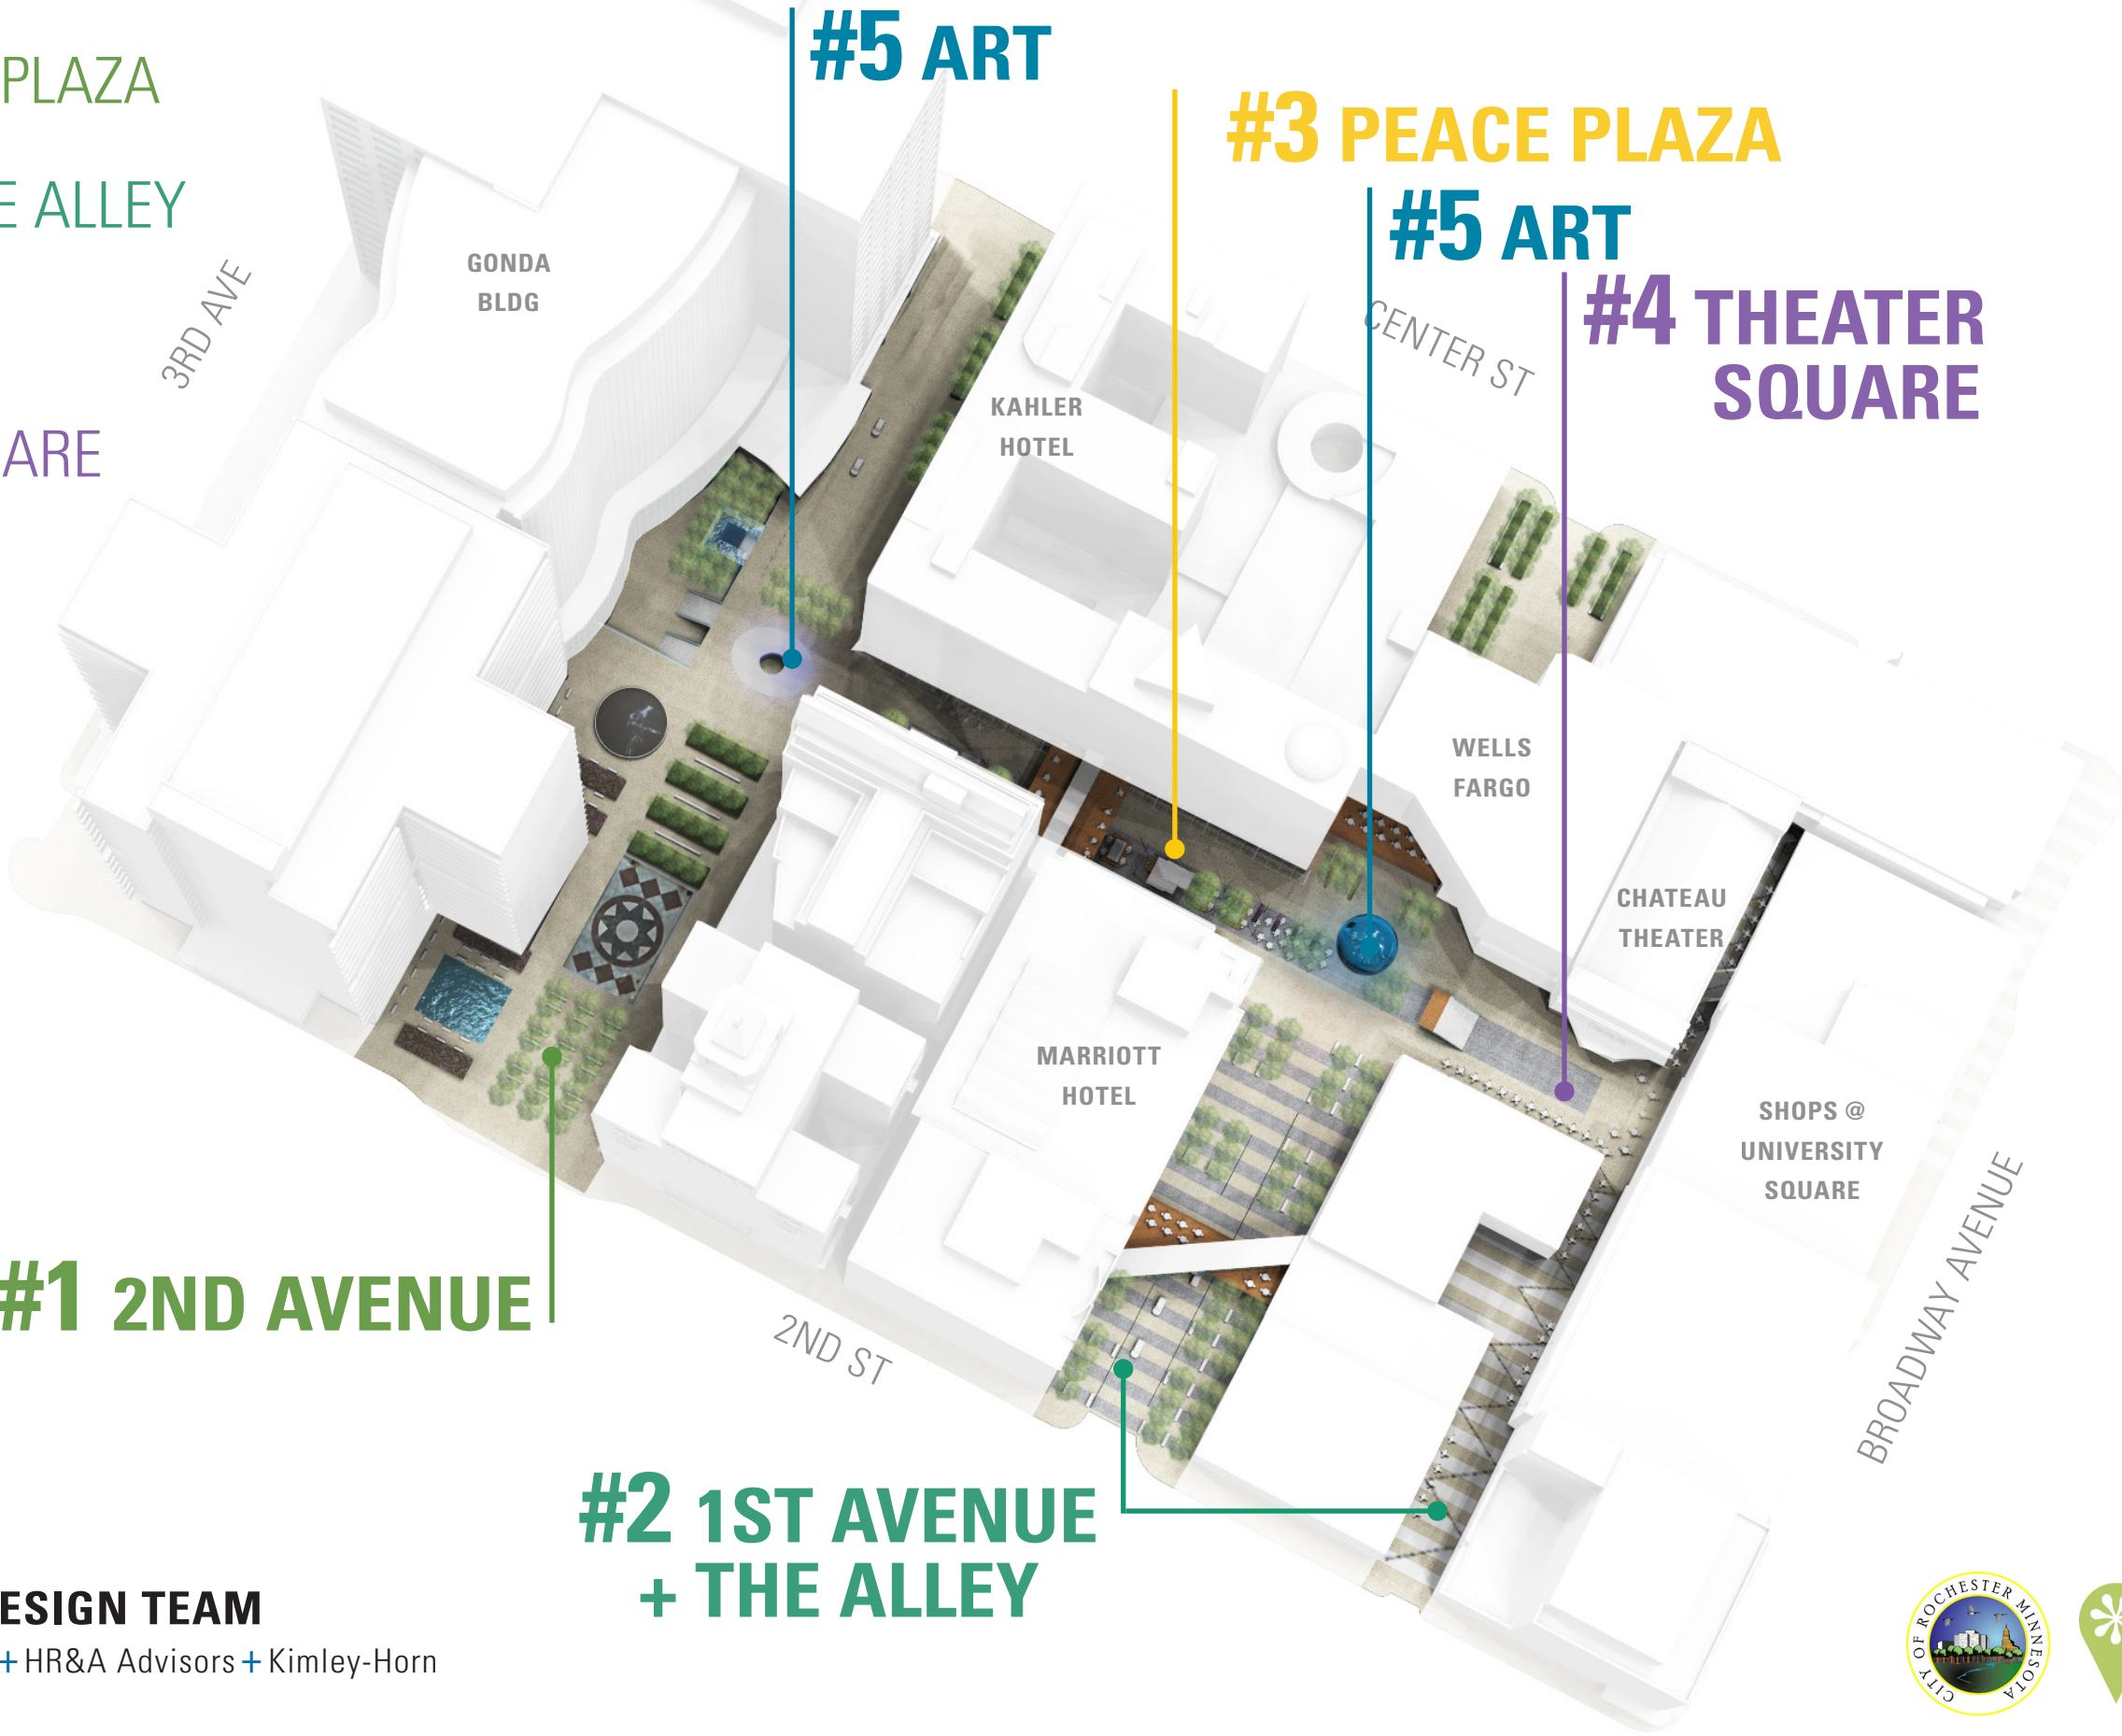 PLAZA
E ALLEY
ARE
#5 ART
#3 PEACE PLAZA
#5 ART
#4 THEATER
SQUARE
3RD AVE
GONDA
BLDG
CENTER ST
KAHLER
HOTEL
WELLS
FARGO
CHATEAU
THEATER
MARRIOTT
HOTEL
SHOPS @
UNIVERSITY
SQUARE
BROADWAY AVENUE
#1 2ND AVENUE
2ND ST
#2 1ST AVENUE
+ THE ALLEY
ESIGN TEAM
+ HR&A Advisors + Kimley-Horn
CITY OF ROCHESTER MINNESOTA